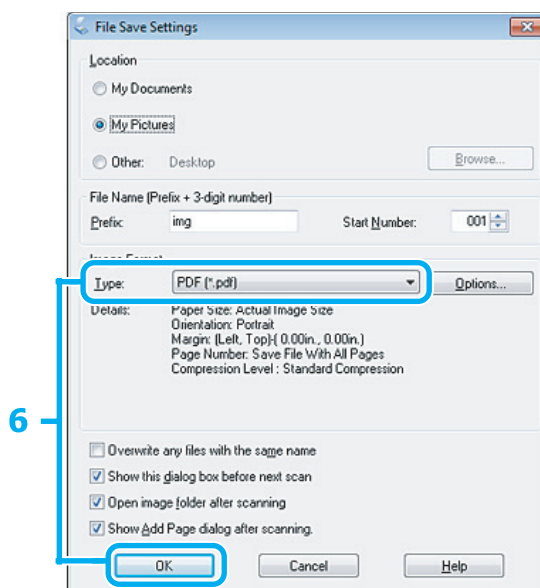 File Save Settings
Location
My Documents
My Pictures
Other: Desktop Browse...
File Name (Prefix + 3-digit number)
Prefix: img Start Number: 001
Image Format
Type: PDF (*.pdf) Options...
Details: Paper Size: Actual Image Size
Orientation: Portrait
Margin: (Left, Top)-( 0.00in., 0.00in.)
Page Number: Save File With All Pages
Compression Level : Standard Compression
6
Overwrite any files with the same name
Show this dialog box before next scan
Open image folder after scanning
Show Add Page dialog after scanning.
OK Cancel Help